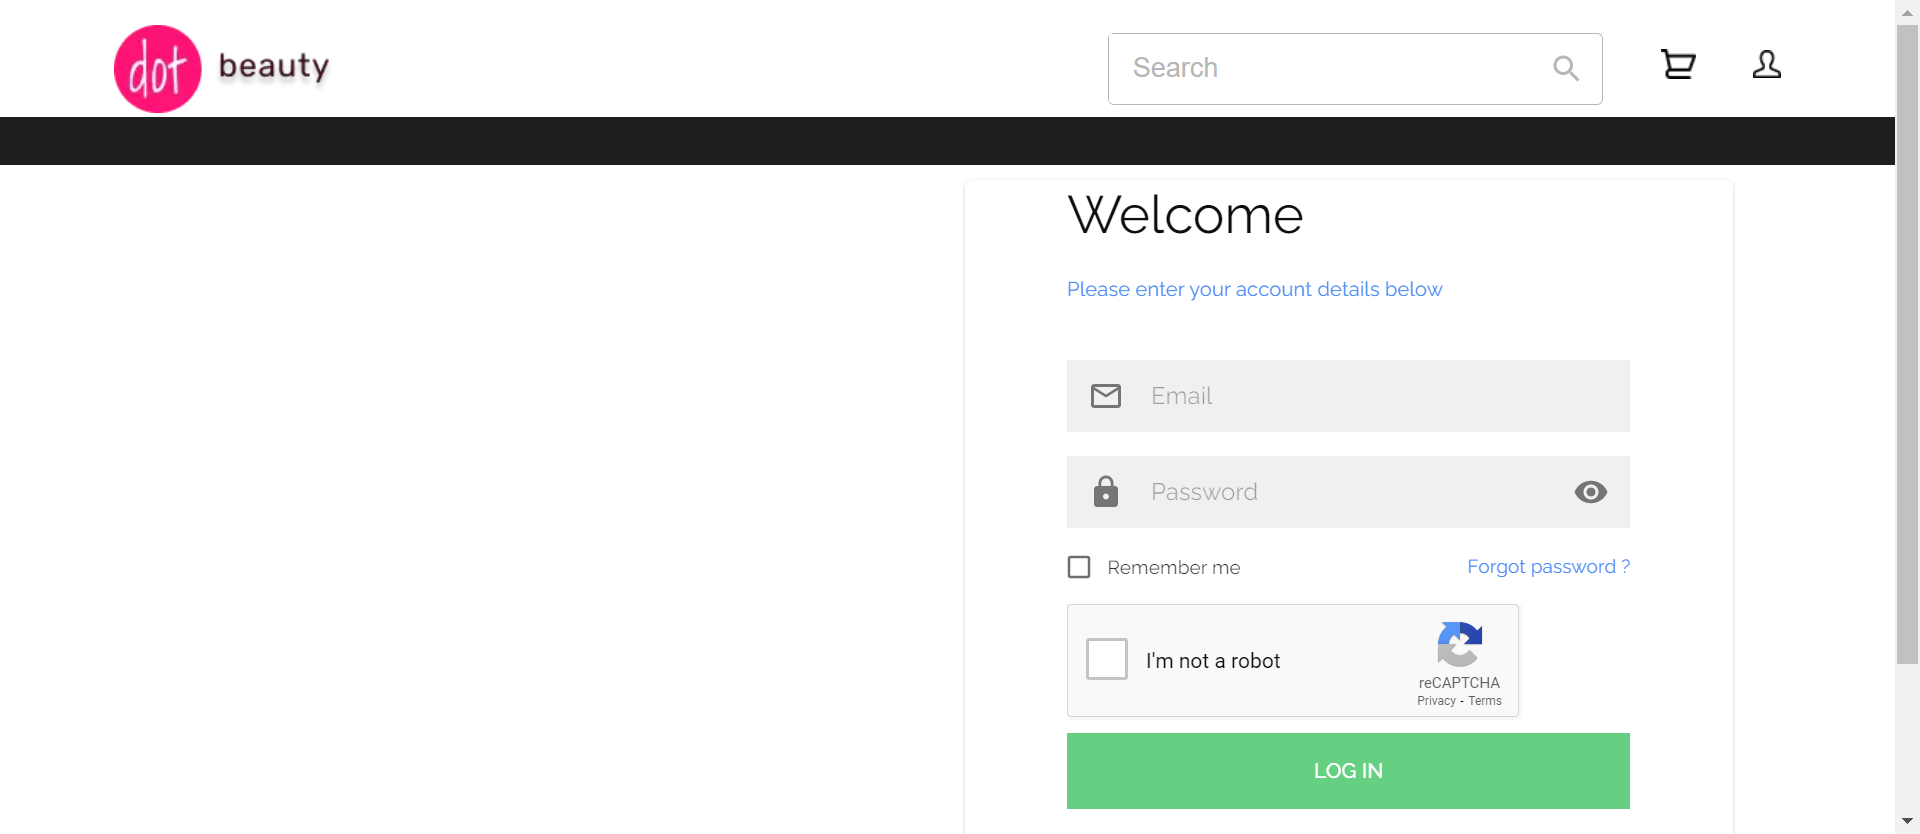 dot beauty
Search
Welcome
Please enter your account details below
Email
Password
Remember me
Forgot password ?
I'm not a robot
reCAPTCHA
Privacy - Terms
LOG IN